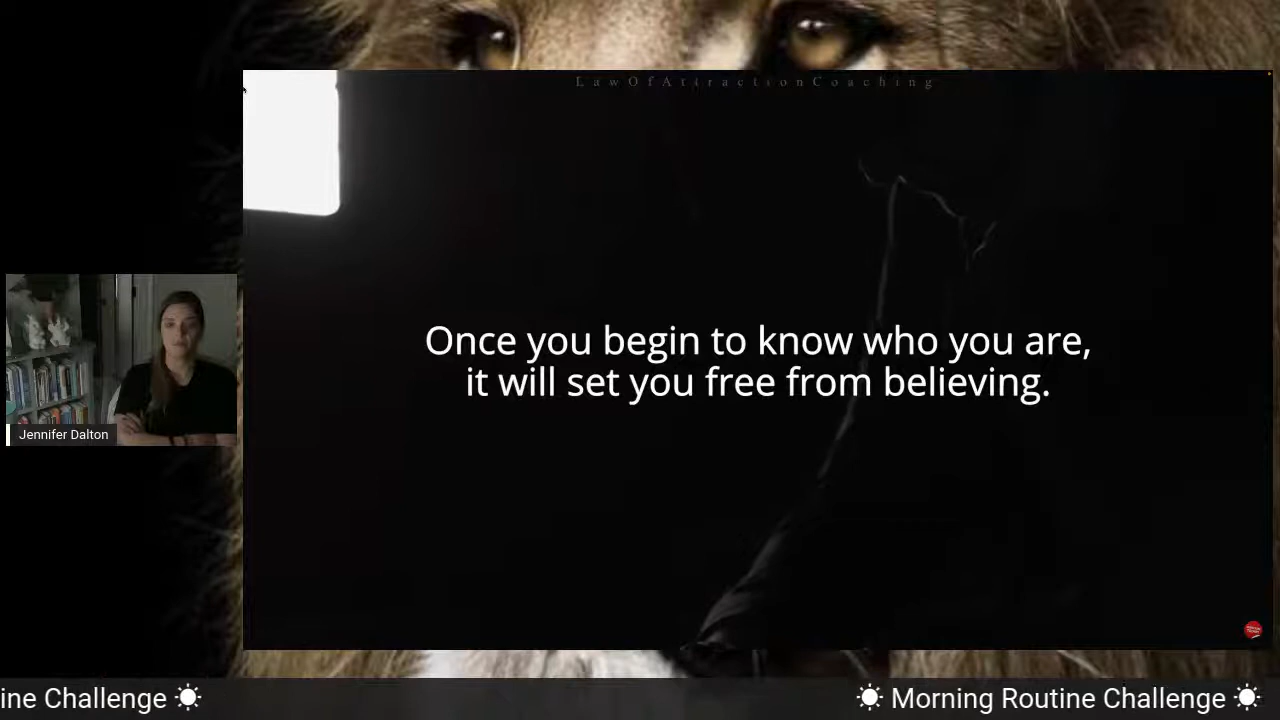 LawOfAttractionCoaching
Once you begin to know who you are,
it will set you free from believing.
Jennifer Dalton
ine Challenge
Morning Routine Challenge